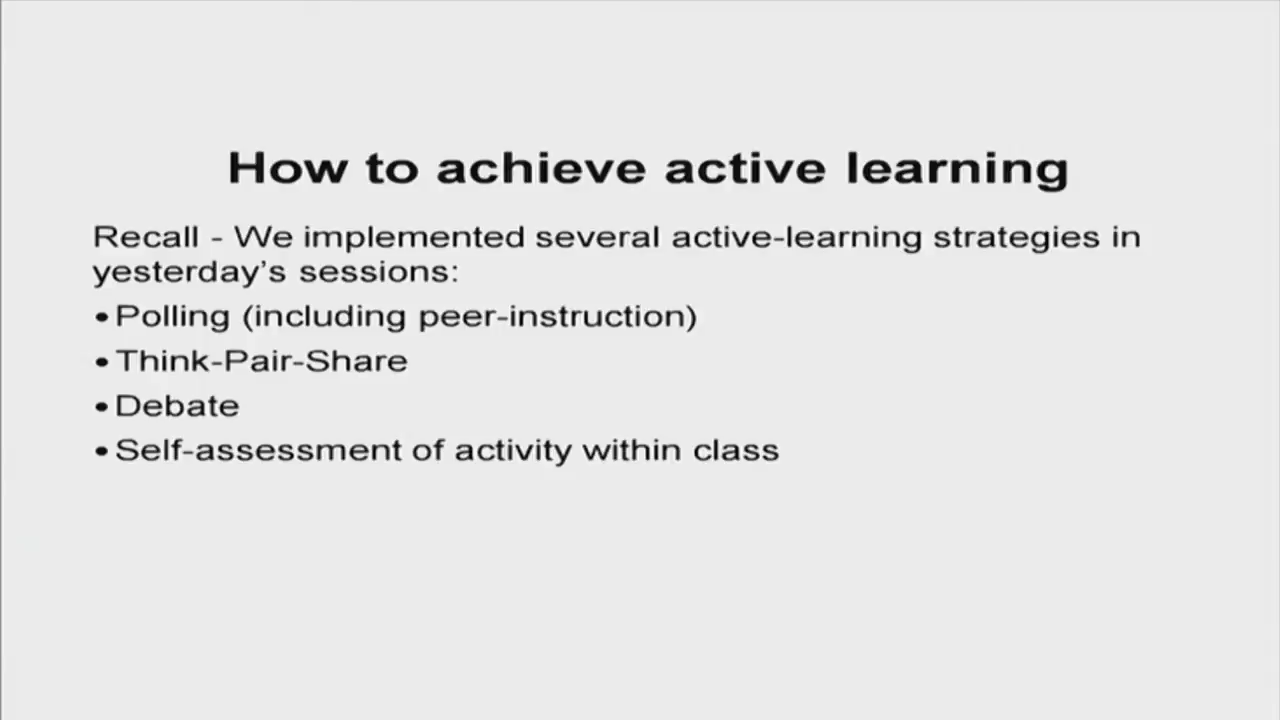 How to achieve active learning
Recall - We implemented several active-learning strategies in
yesterday's sessions:
•Polling (including peer-instruction)
•Think-Pair-Share
•Debate
•Self-assessment of activity within class